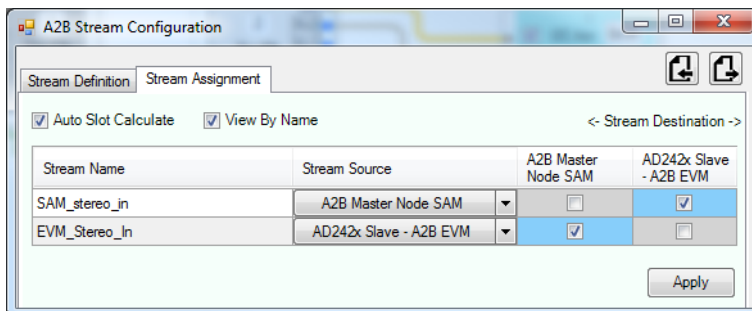 A2B Stream Configuration
Stream Definition Stream Assignment
Auto Slot Calculate View By Name <- Stream Destination ->
Stream Name Stream Source A2B Master Node SAM AD242x Slave - A2B EVM
SAM_stereo_in A2B Master Node SAM
EVM_Stereo_In AD242x Slave - A2B EVM
Apply